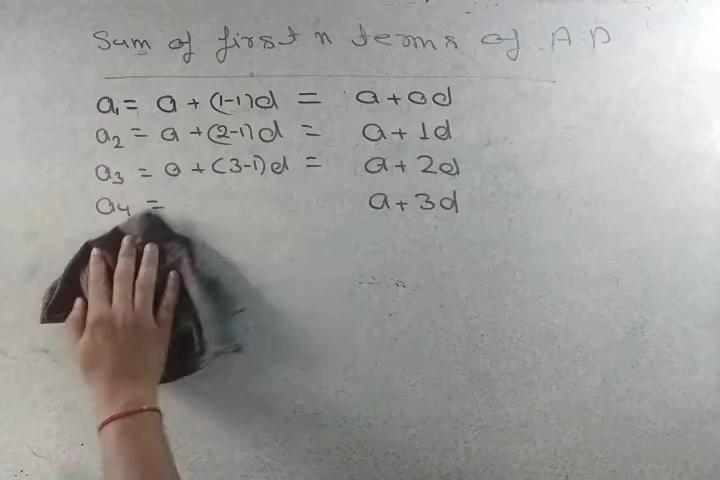 Sum of first n terms of A.P
a₁ = a + (1-1)d = a + 0d
a₂ = a + (2-1)d = a + 1d
a₃ = a + (3-1)d = a + 2d
a₄ = a + 3d